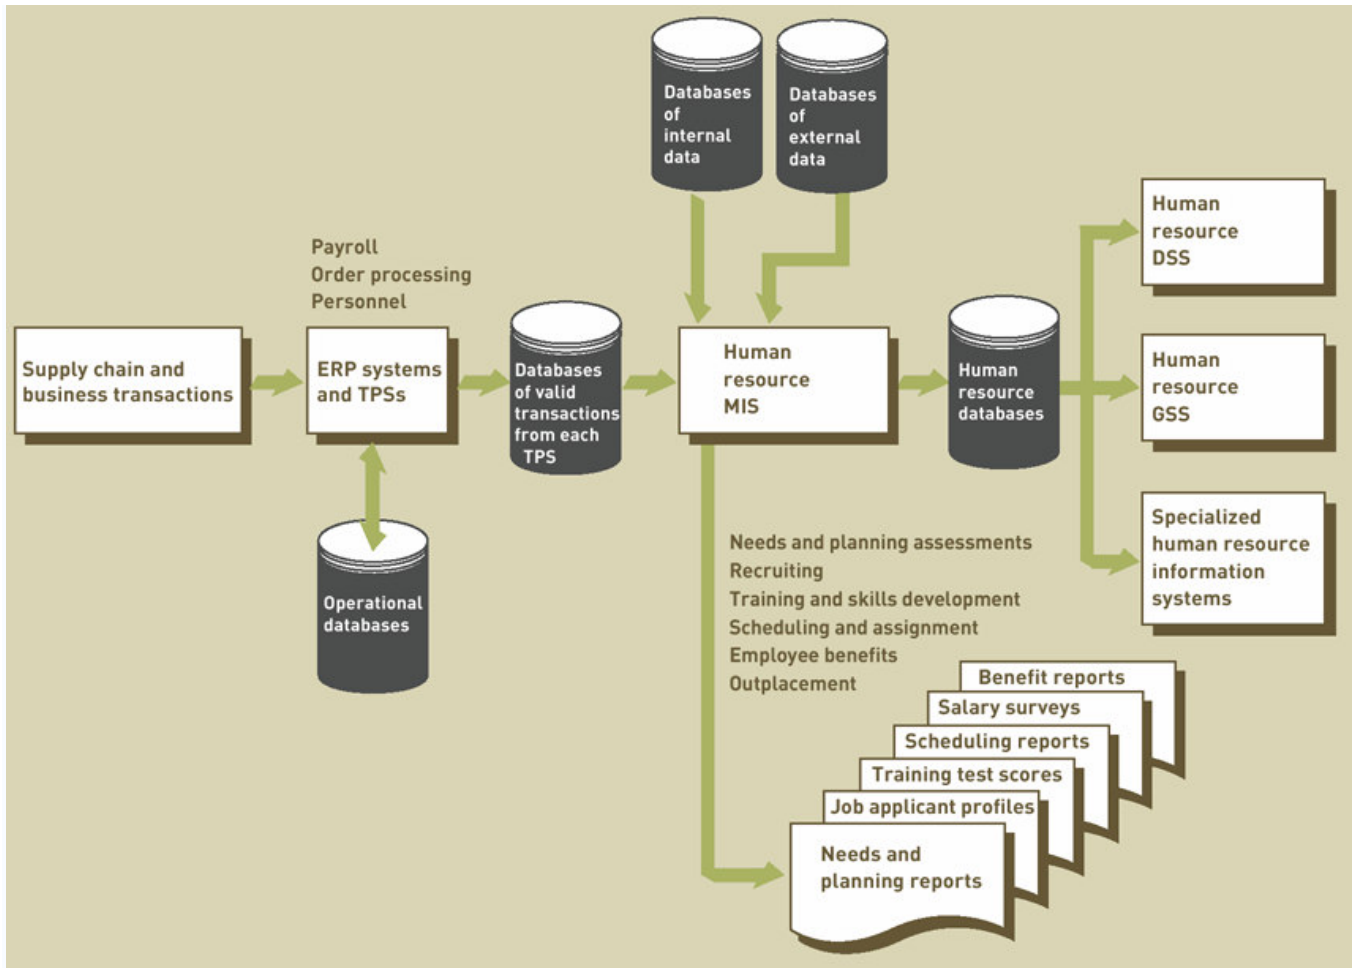 Databases
of
internal
data
Databases
of
external
data
Payroll
Order processing
Personnel
Supply chain and
business transactions
ERP systems
and TPSs
Databases
of valid
transactions
from each
TPS
Human
resource
MIS
Human
resource
databases
Human
resource
DSS
Human
resource
GSS
Specialized
human resource
information
systems
Operational
databases
Needs and planning assessments
Recruiting
Training and skills development
Scheduling and assignment
Employee benefits
Outplacement
Benefit reports
Salary surveys
Scheduling reports
Training test scores
Job applicant profiles
Needs and
planning reports